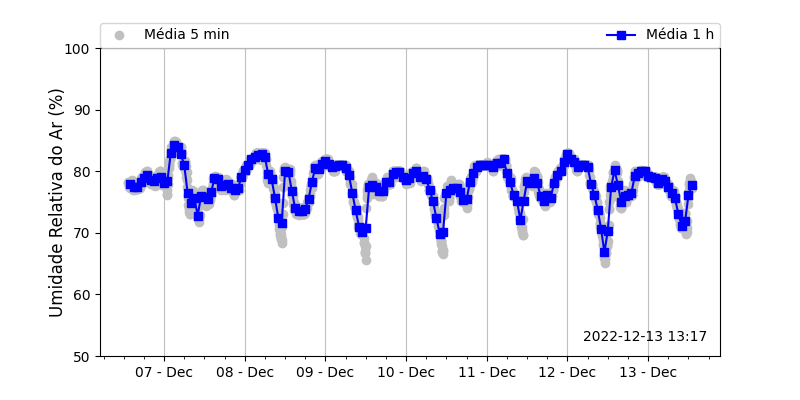 Média 5 min
Média 1 h
Umidade Relativa do Ar (%)
100
90
80
70
60
50
2022-12-13 13:17
07 - Dec
08 - Dec
09 - Dec
10 - Dec
11 - Dec
12 - Dec
13 - Dec